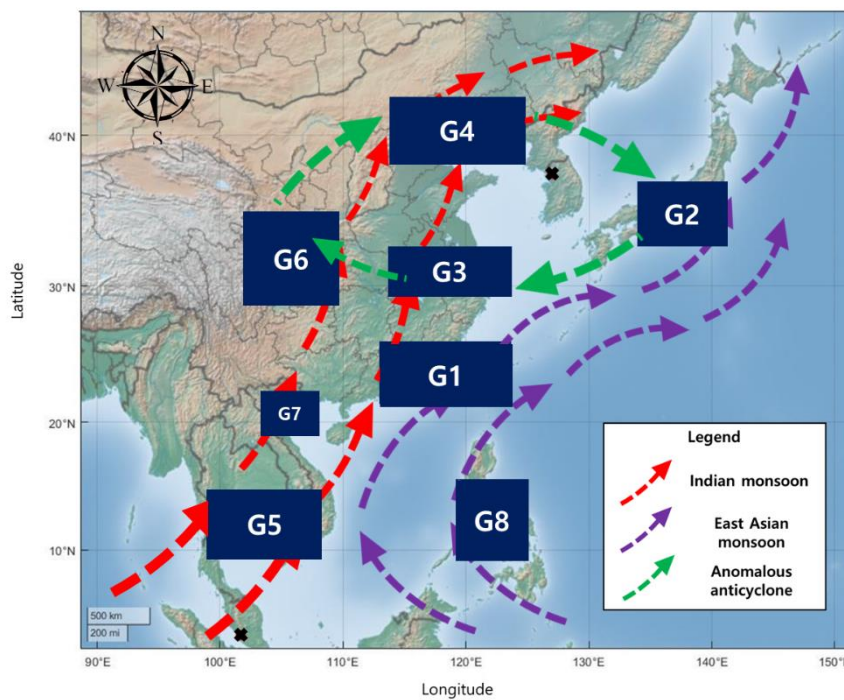 N
W E
S
40°N
30°N
20°N
10°N
Latitude
G4
G2
G6
G3
G1
G7
G5
G8
Legend
Indian monsoon
East Asian
monsoon
Anomalous
anticyclone
500 km
200 mi
90°E 100°E 110°E 120°E 130°E 140°E 150°E
Longitude